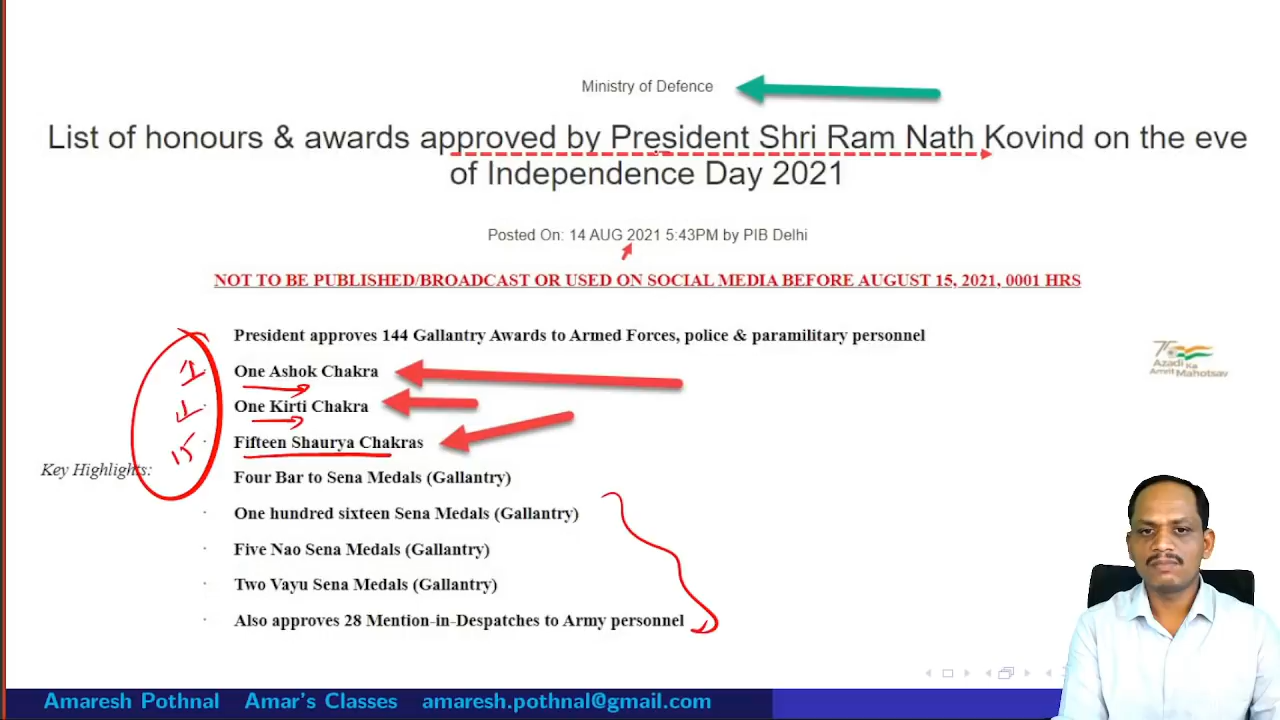 Ministry of Defence
List of honours & awards approved by President Shri Ram Nath Kovind on the eve
of Independence Day 2021
Posted On: 14 AUG 2021 5:43PM by PIB Delhi
NOT TO BE PUBLISHED/BROADCAST OR USED ON SOCIAL MEDIA BEFORE AUGUST 15, 2021, 0001 HRS
President approves 144 Gallantry Awards to Armed Forces, police & paramilitary personnel
1 One Ashok Chakra
1 One Kirti Chakra
15 Fifteen Shaurya Chakras
Key Highlights:
Four Bar to Sena Medals (Gallantry)
One hundred sixteen Sena Medals (Gallantry)
Five Nao Sena Medals (Gallantry)
Two Vayu Sena Medals (Gallantry)
Also approves 28 Mention-in-Despatches to Army personnel
Azadi Ka
Amrit Mahotsav
Amaresh Pothnal Amar's Classes amaresh.pothnal@gmail.com